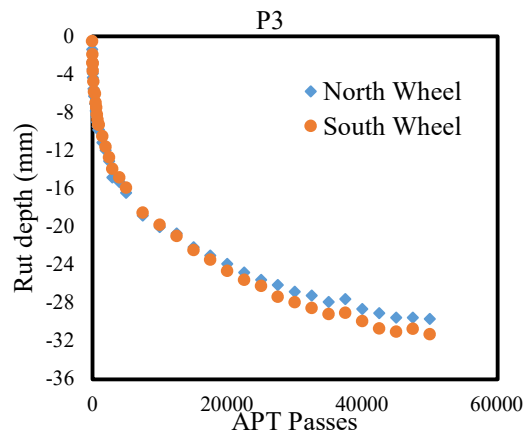 P3
0
-4
-8
-12
-16
-20
-24
-28
-32
-36
Rut depth (mm)
North Wheel
South Wheel
0 20000 40000 60000
APT Passes